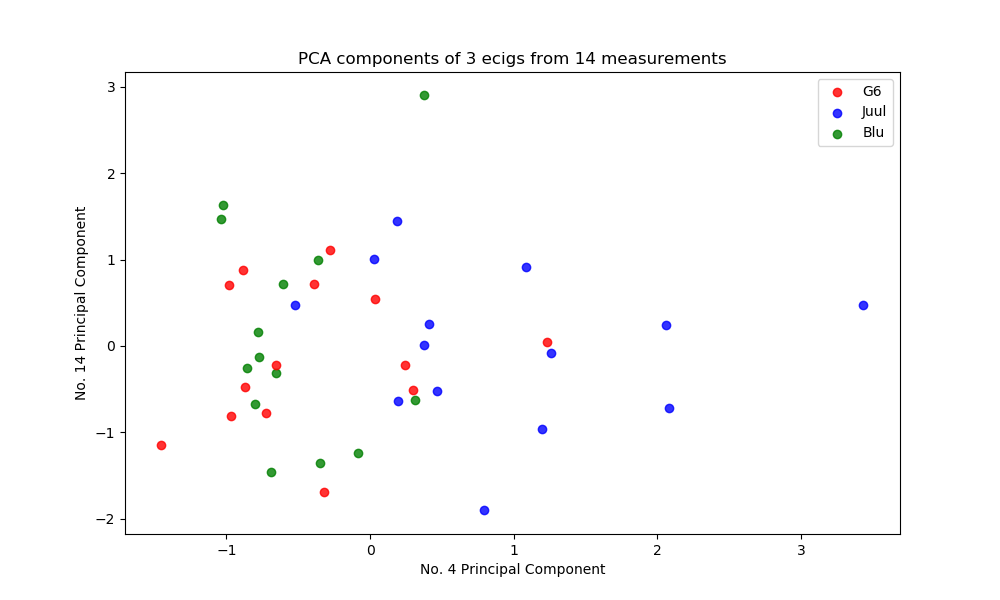 PCA components of 3 ecigs from 14 measurements
G6
Juul
Blu
3
2
1
0
−1
−2
No. 14 Principal Component
−1
0
1
2
3
No. 4 Principal Component